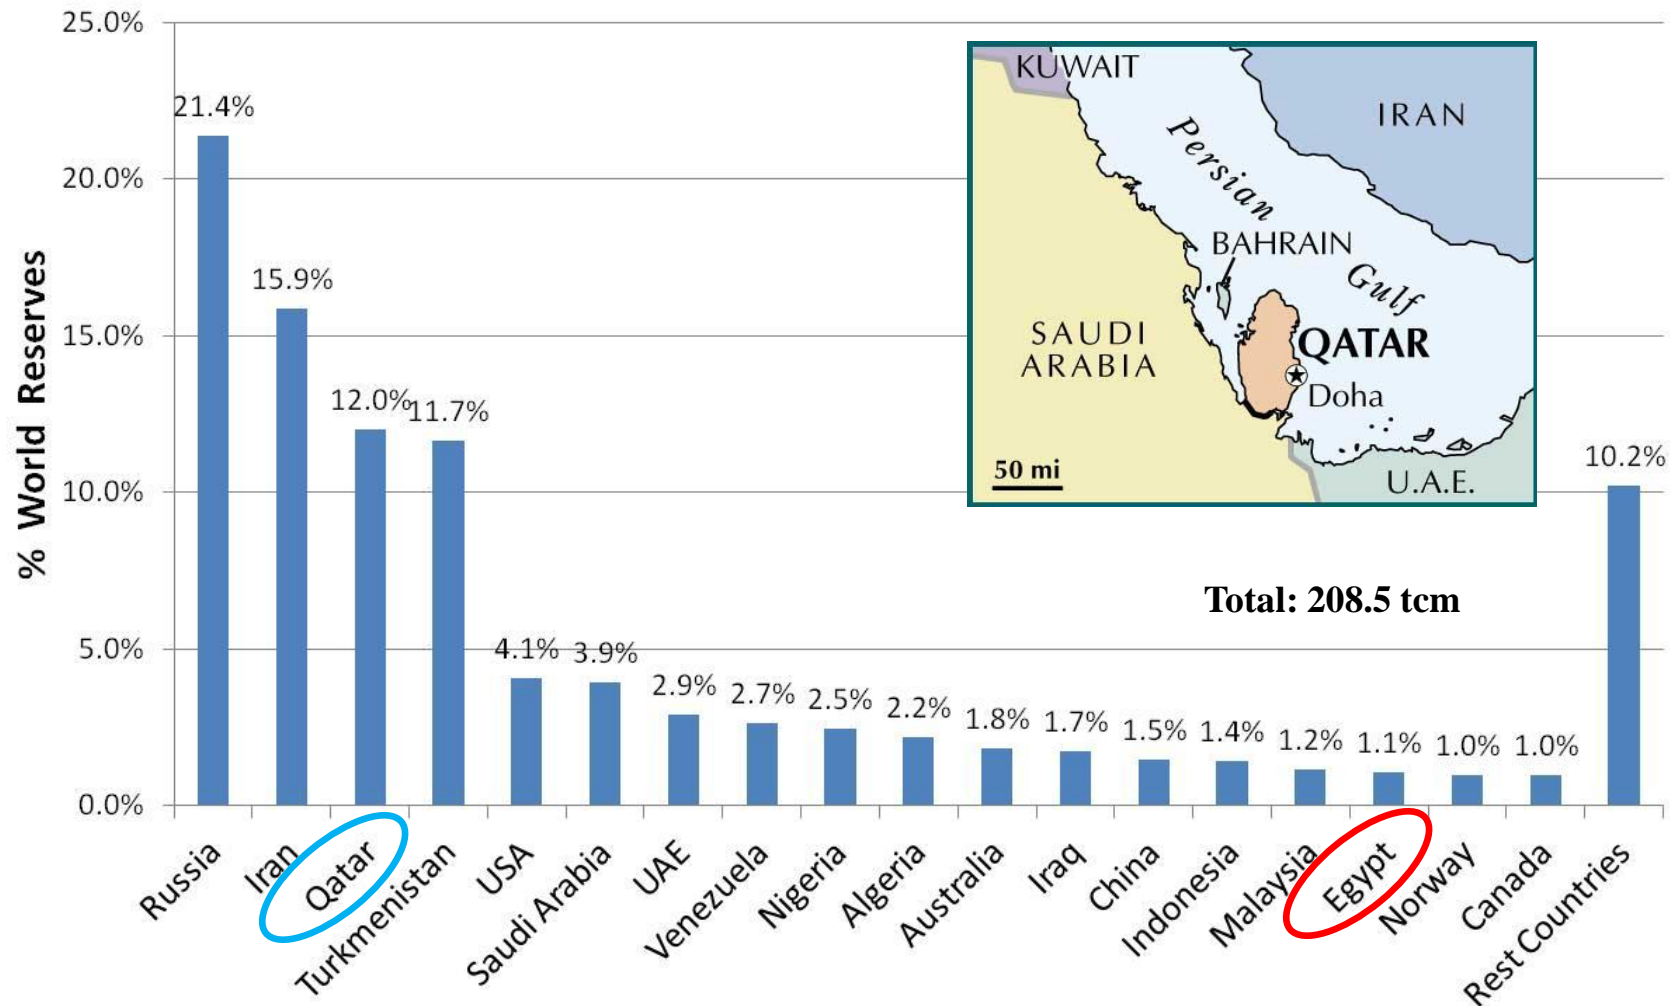 % World Reserves
25.0%
20.0%
15.0%
10.0%
5.0%
0.0%
21.4%
15.9%
12.0%
11.7%
4.1%
3.9%
2.9%
2.7%
2.5%
2.2%
1.8%
1.7%
1.5%
1.4%
1.2%
1.1%
1.0%
1.0%
10.2%
Russia
Iran
Qatar
Turkmenistan
USA
Saudi Arabia
UAE
Venezuela
Nigeria
Algeria
Australia
Iraq
China
Indonesia
Malaysia
Egypt
Norway
Canada
Rest Countries
KUWAIT
IRAN
Persian
Gulf
BAHRAIN
SAUDI
ARABIA
QATAR
Doha
50 mi
U.A.E.
Total: 208.5 tcm